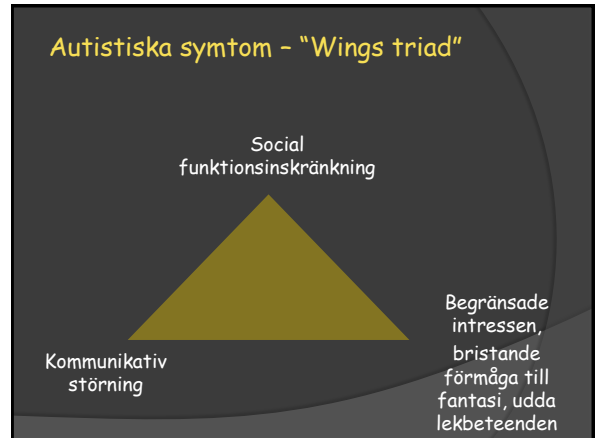 Autistiska symtom – “Wings triad”
Social
funktionsinskränkning
Kommunikativ
störning
Begränsade
intressen,
bristande
förmåga till
fantasi, udda
lekbeteenden